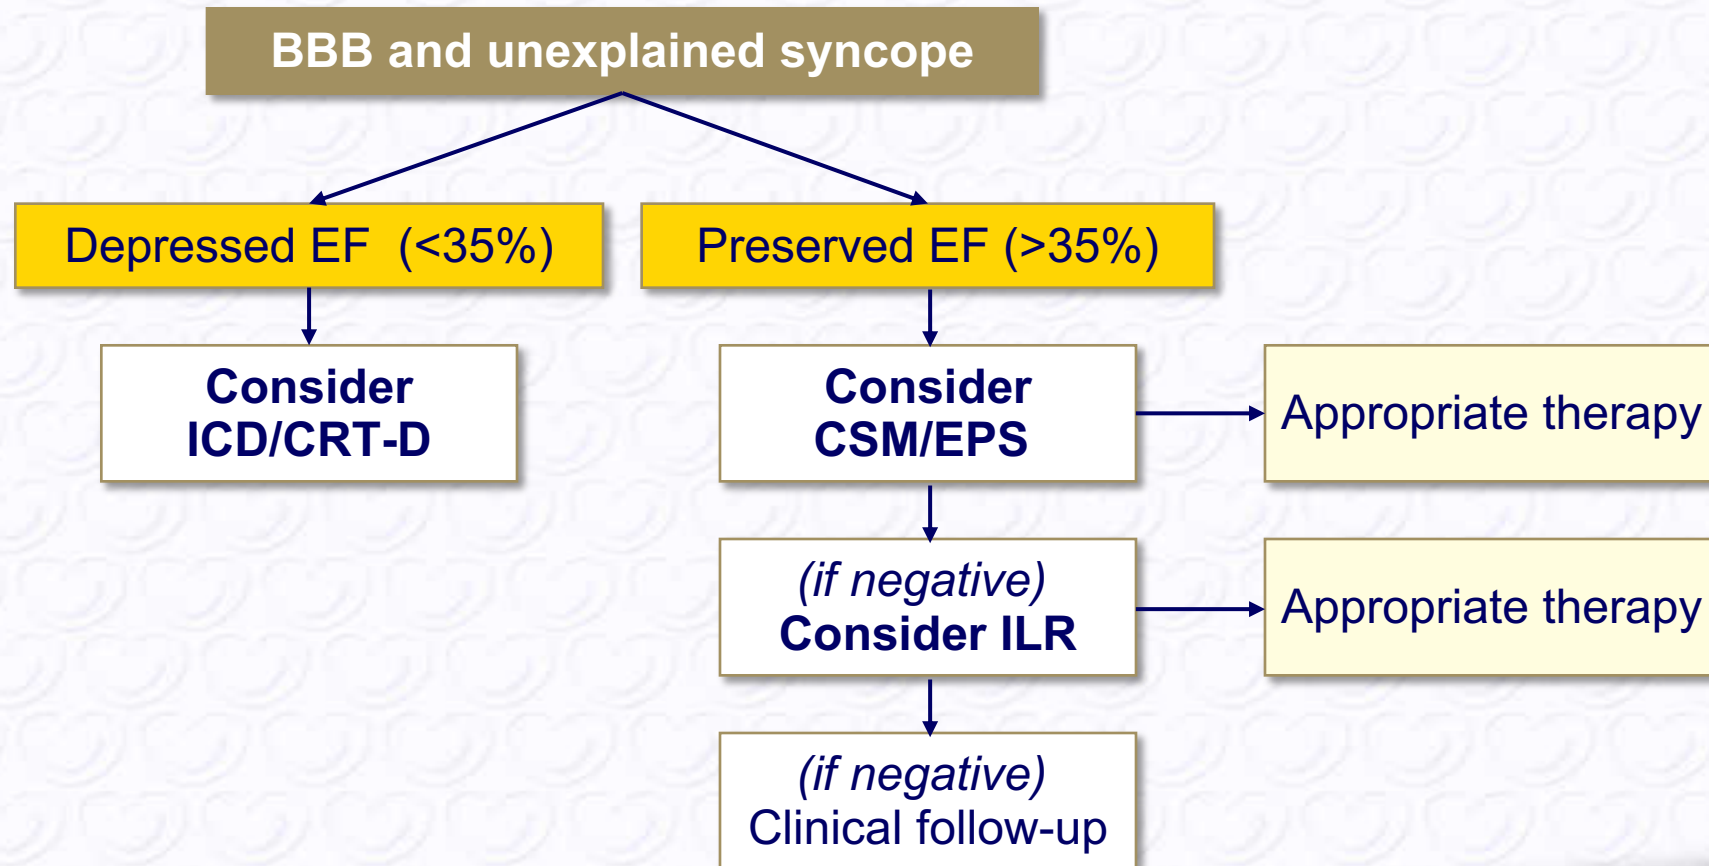 BBB and unexplained syncope
Depressed EF (<35%)
Preserved EF (>35%)
Consider
ICD/CRT-D
Consider
CSM/EPS
Appropriate therapy
(if negative)
Consider ILR
Appropriate therapy
(if negative)
Clinical follow-up